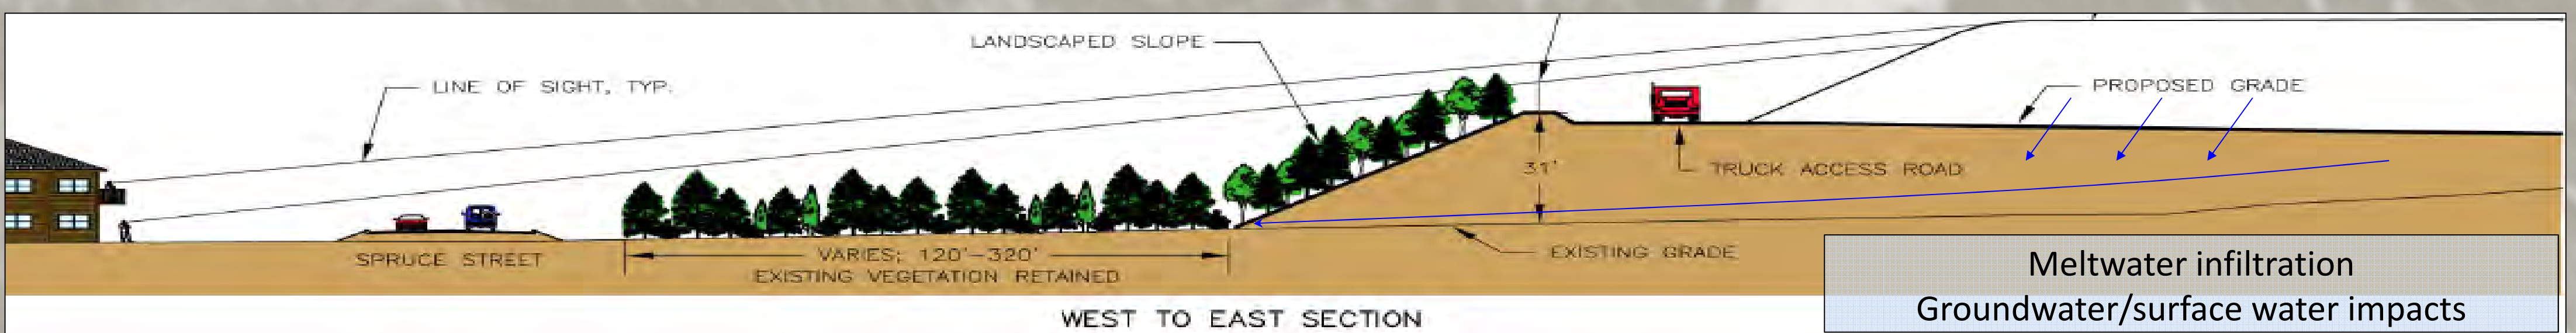 LANDSCAPED SLOPE
LINE OF SIGHT, TYP.
PROPOSED GRADE
31'
TRUCK ACCESS ROAD
SPRUCE STREET
VARIES; 120'-320'
EXISTING VEGETATION RETAINED
EXISTING GRADE
Meltwater infiltration
Groundwater/surface water impacts
WEST TO EAST SECTION